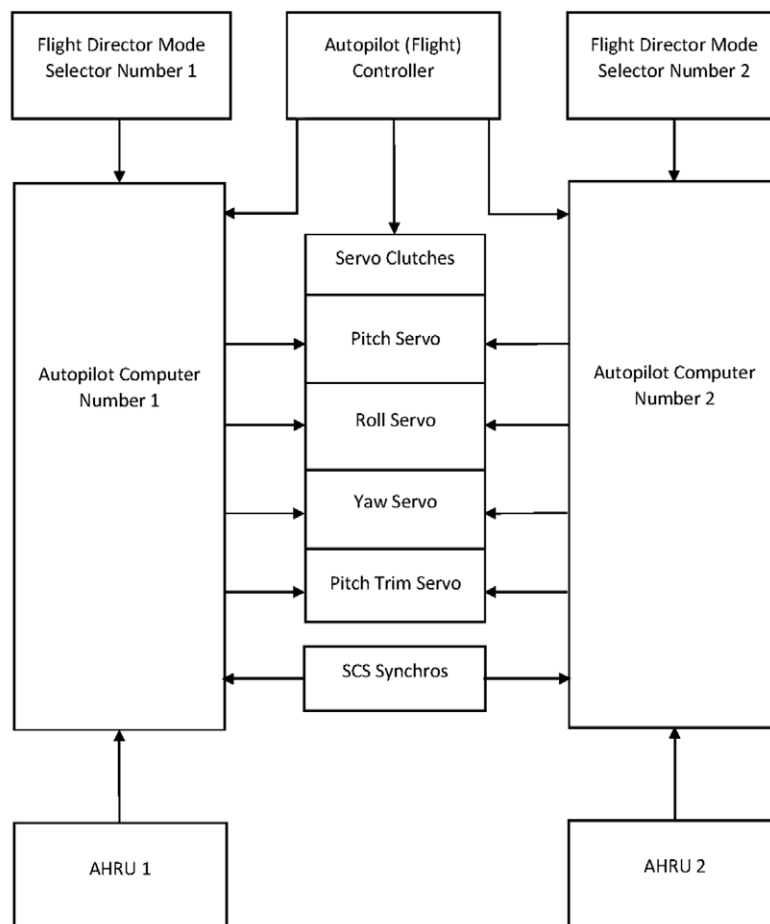 Flight Director Mode
Selector Number 1
Autopilot (Flight)
Controller
Flight Director Mode
Selector Number 2
Servo Clutches
Pitch Servo
Autopilot Computer
Number 1
Autopilot Computer
Number 2
Roll Servo
Yaw Servo
Pitch Trim Servo
SCS Synchros
AHRU 1
AHRU 2